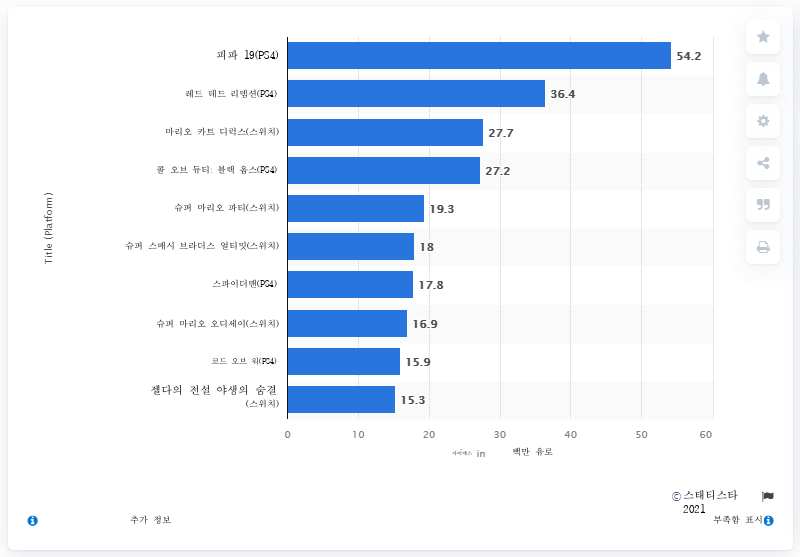 피파 19(PS4)
54.2
레드 데드 리뎀션(PS4)
36.4
마리오 카트 디럭스(스위치)
27.7
콜 오브 듀티: 블랙 옵스(PS4)
27.2
슈퍼 마리오 파티(스위치)
19.3
슈퍼 스매시 브라더스 얼티밋(스위치)
18
스파이더맨(PS4)
17.8
슈퍼 마리오 오디세이(스위치)
16.9
코드 오브 워(PS4)
15.9
젤다의 전설 야생의 숨결
(스위치)
15.3
Title (Platform)
0 10 20 30 40 50 60
in 백만 유로
© 스태티스타
2021
추가 정보
부족함 표시